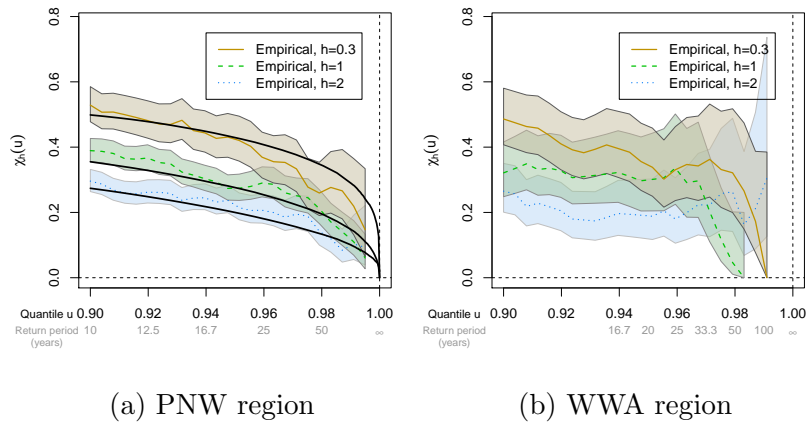 0.8
0.6
0.4
0.2
0.0
χh(u)
Empirical, h=0.3
Empirical, h=1
Empirical, h=2
Quantile u 0.90 0.92 0.94 0.96 0.98 1.00
Return period (years) 10 12.5 16.7 25 50 ∞
(a) PNW region
0.8
0.6
0.4
0.2
0.0
χh(u)
Empirical, h=0.3
Empirical, h=1
Empirical, h=2
Quantile u 0.90 0.92 0.94 0.96 0.98 1.00
Return period (years) 16.7 20 25 33.3 50 100 ∞
(b) WWA region